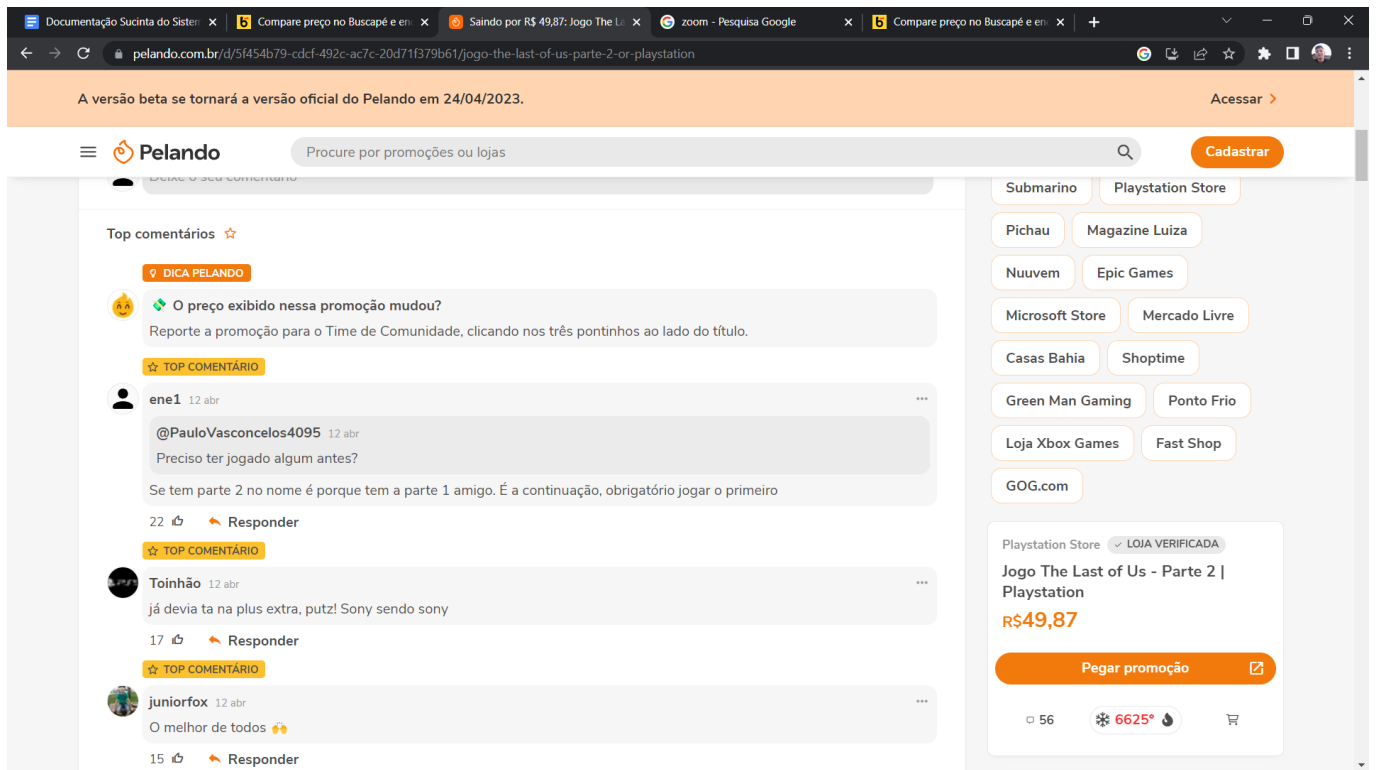 Documentação Sucinta do Sisten
Compare preço no Buscapé e en
Saindo por R$ 49,87: Jogo The La
zoom - Pesquisa Google
Compare preço no Buscapé e en
pelando.com.br/d/5f454b79-cdcf-492c-ac7c-20d71f379b61/jogo-the-last-of-us-parte-2-or-playstation
A versão beta se tornará a versão oficial do Pelando em 24/04/2023.
Acessar
Pelando
Procure por promoções ou lojas
Cadastrar
Deixe o seu comentário
Top comentários
DICA PELANDO
O preço exibido nessa promoção mudou?
Reporte a promoção para o Time de Comunidade, clicando nos três pontinhos ao lado do título.
TOP COMENTÁRIO
ene1 12 abr
@PauloVasconcelos4095 12 abr
Preciso ter jogado algum antes?
Se tem parte 2 no nome é porque tem a parte 1 amigo. É a continuação, obrigatório jogar o primeiro
22 Responder
TOP COMENTÁRIO
Toinhão 12 abr
já devia ta na plus extra, putz! Sony sendo sony
17 Responder
TOP COMENTÁRIO
juniorfox 12 abr
O melhor de todos 🙌
15 Responder
Submarino
Playstation Store
Pichau
Magazine Luiza
Nuuvem
Epic Games
Microsoft Store
Mercado Livre
Casas Bahia
Shoptime
Green Man Gaming
Ponto Frio
Loja Xbox Games
Fast Shop
GOG.com
Playstation Store LOJA VERIFICADA
Jogo The Last of Us - Parte 2 |
Playstation
R$49,87
Pegar promoção
56
6625°